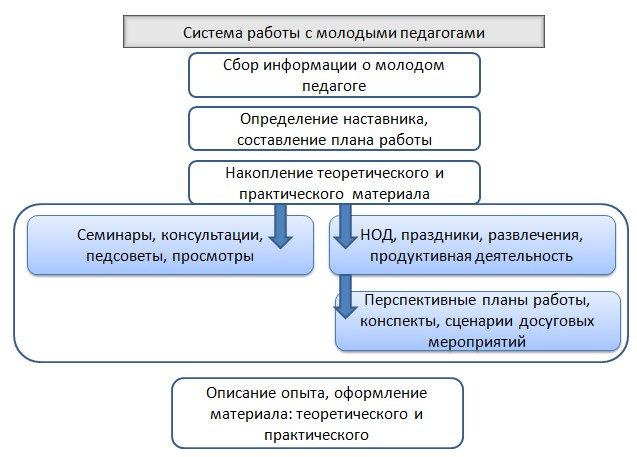 Система работы с молодыми педагогами
Сбор информации о молодом
педагоге
Определение наставника,
составление плана работы
Накопление теоретического и
практического материала
Семинары, консультации,
педсоветы, просмотры
НОД, праздники, развлечения,
продуктивная деятельность
Перспективные планы работы,
конспекты, сценарии досуговых
мероприятий
Описание опыта, оформление
материала: теоретического и
практического